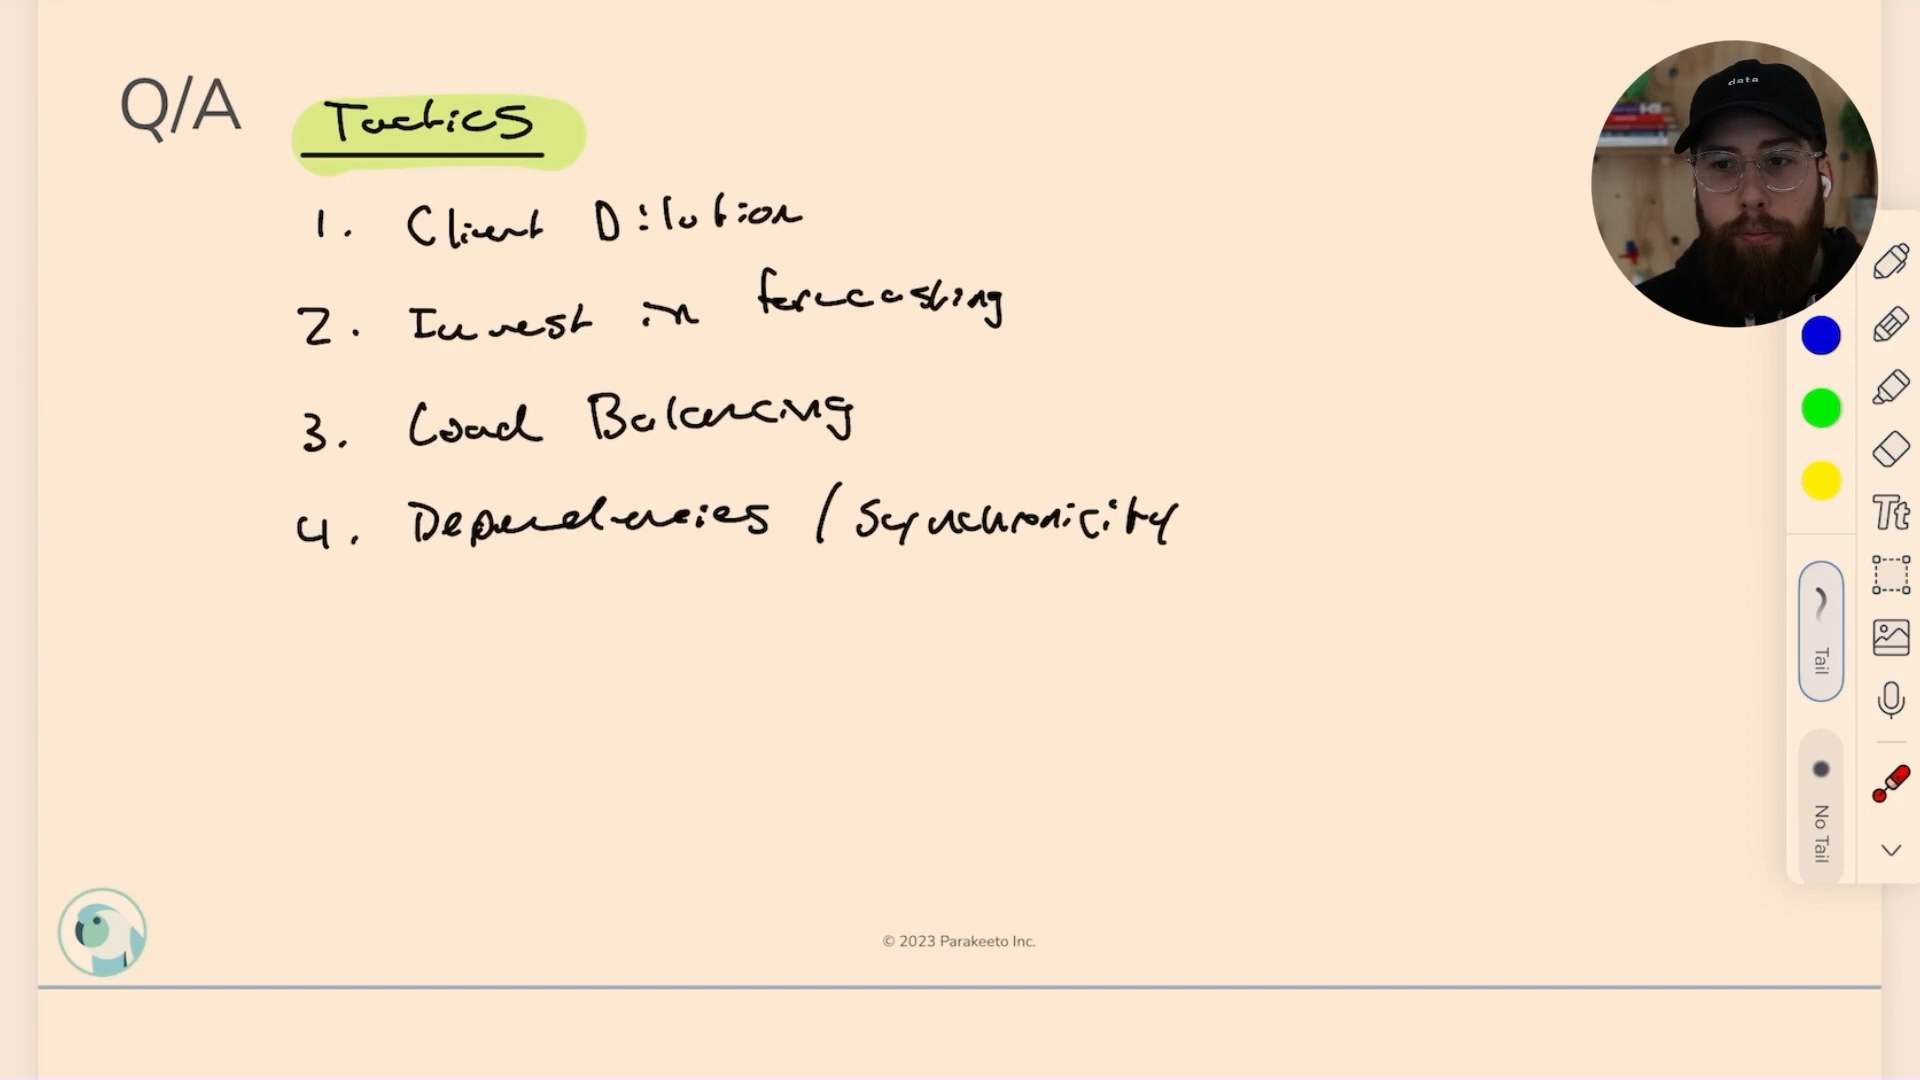 Q/A
Tactics
1. Client Dilution
2. Invest in forecasting
3. Load Balancing
4. Dependencies / Synchronicity
data
Tt
Tail
No Tail
© 2023 Parakeeto Inc.